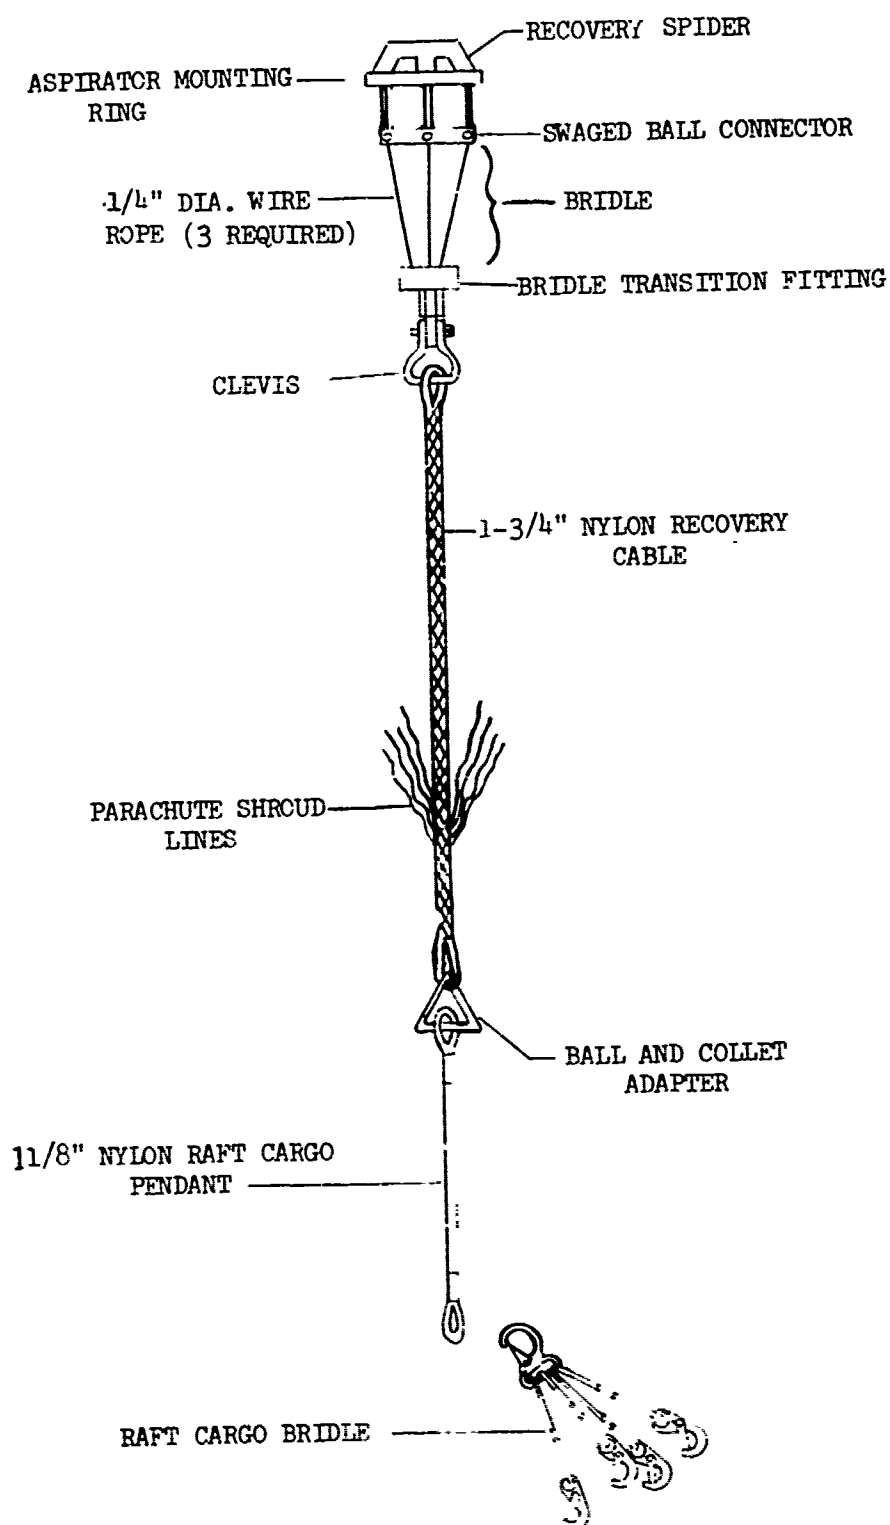 RECOVERY SPIDER
ASPIRATOR MOUNTING
RING
SWAGED BALL CONNECTOR
1/4" DIA. WIRE
ROPE (3 REQUIRED)
BRIDLE
BRIDLE TRANSITION FITTING
CLEVIS
1-3/4" NYLON RECOVERY
CABLE
PARACHUTE SHROUD
LINES
BALL AND COLLET
ADAPTER
11/8" NYLON RAFT CARGO
PENDANT
RAFT CARGO BRIDLE